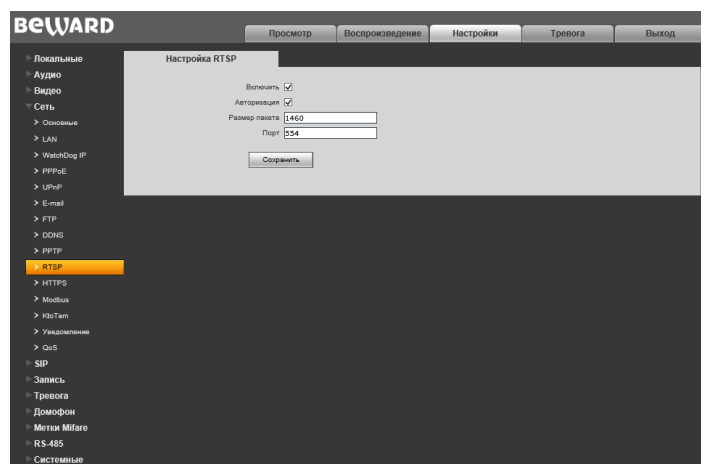 BEWARD
Просмотр Воспроизведение Настройки Тревога Выход
Локальные
Аудио
Видео
Сеть
Основные
LAN
WatchDog IP
PPPoE
UPnP
E-mail
FTP
DDNS
PPTP
RTSP
HTTPS
Modbus
KtoTam
Уведомление
QoS
SIP
Запись
Тревога
Домофон
Метки Mifare
RS-485
Системные
Настройка RTSP
Включить
Авторизация
Размер пакета 1460
Порт 554
Сохранить